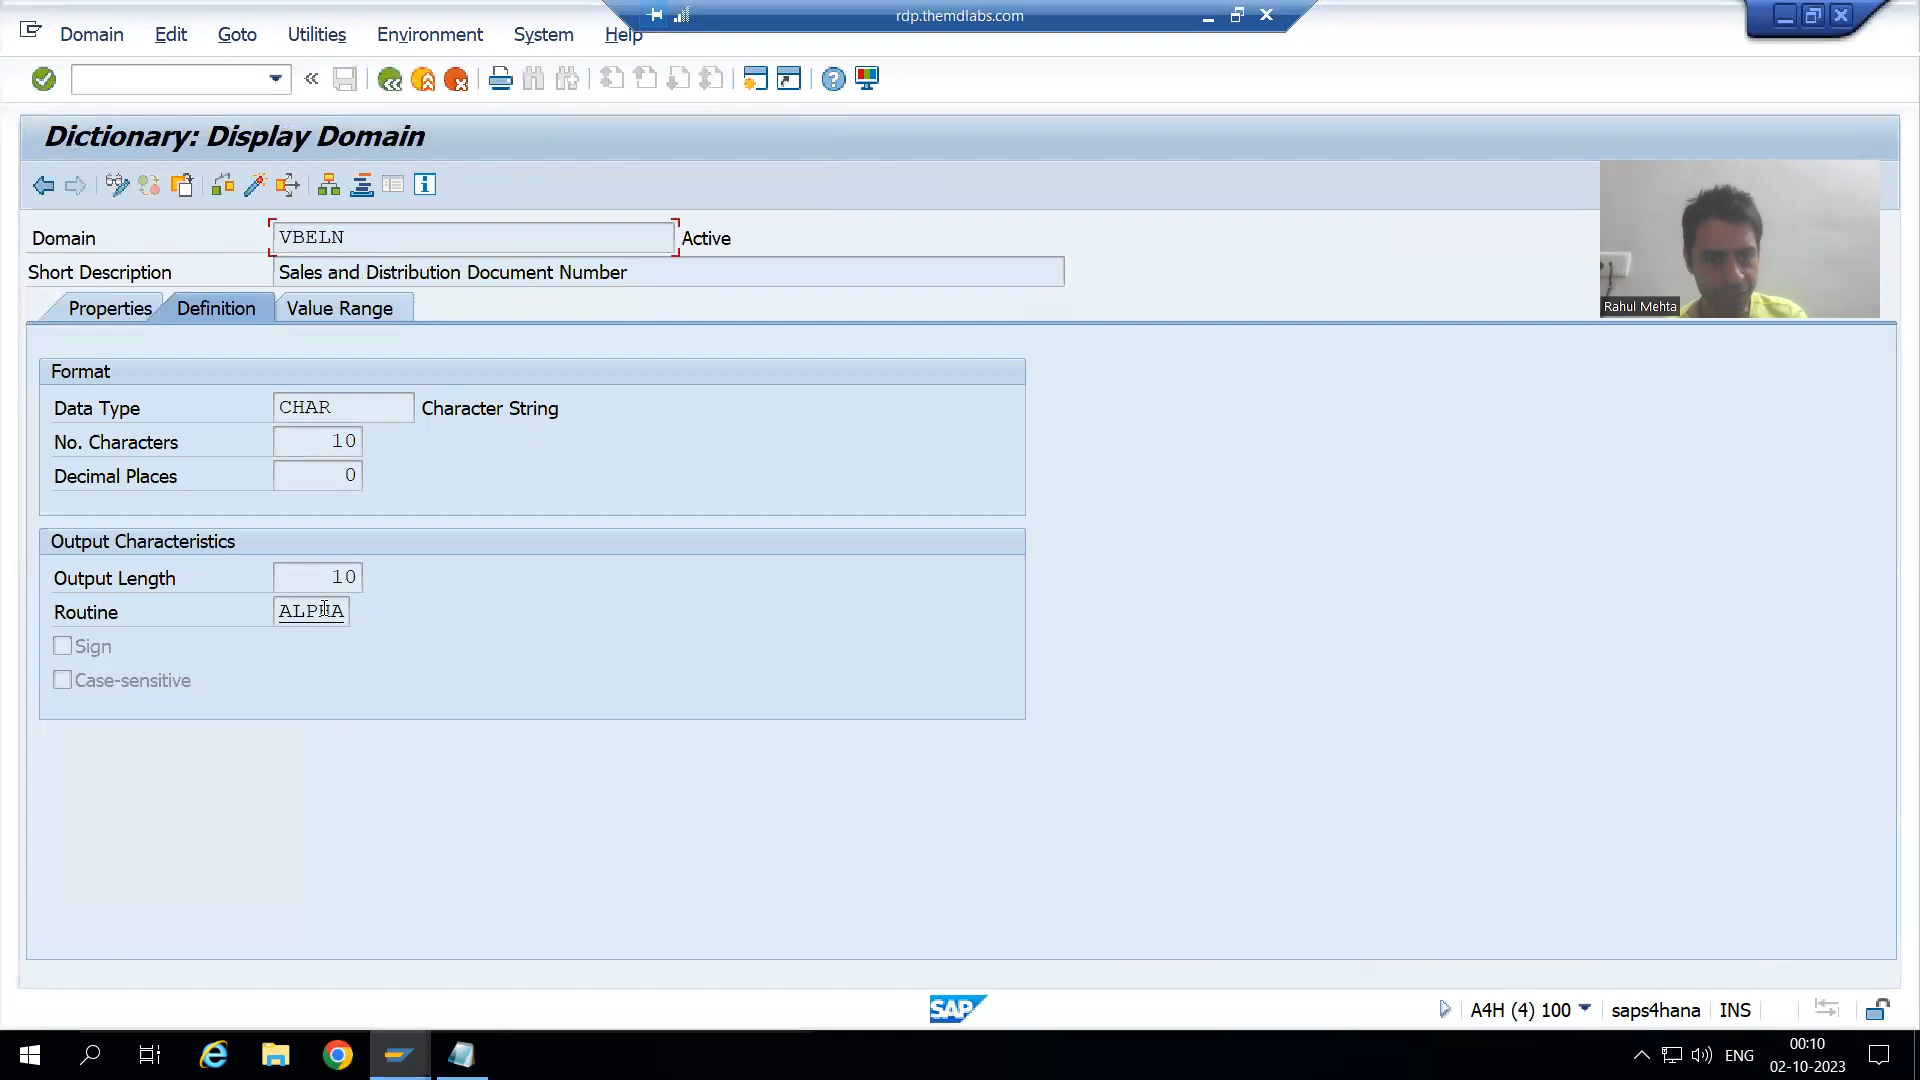 rdp.themdlabs.com
Domain Edit Goto Utilities Environment System Help
Dictionary: Display Domain
Domain VBELN Active
Short Description Sales and Distribution Document Number
Rahul Mehta
Properties Definition Value Range
Format
Data Type CHAR Character String
No. Characters 10
Decimal Places 0
Output Characteristics
Output Length 10
Routine ALPHA
Sign
Case-sensitive
SAP
A4H (4) 100 saps4hana INS
ENG
00:10
02-10-2023